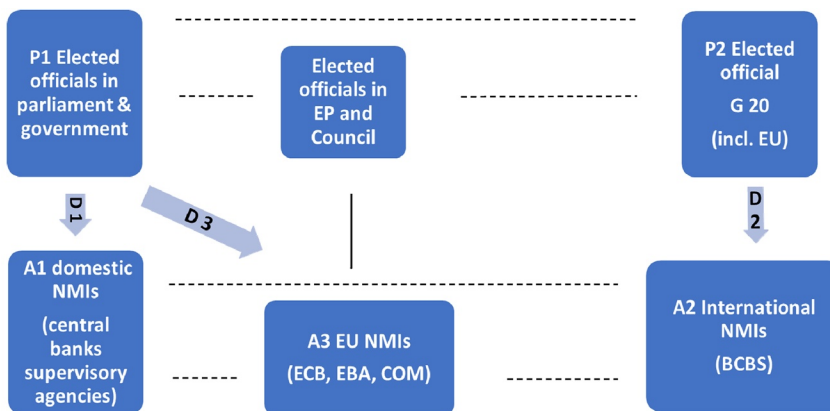 P1 Elected
officials in
parliament &
government
Elected
officials in
EP and
Council
P2 Elected
official
G 20
(incl. EU)
D 1
D 3
D
2
A1 domestic
NMIs
(central
banks
supervisory
agencies)
A3 EU NMIs
(ECB, EBA, COM)
A2 International
NMIs
(BCBS)